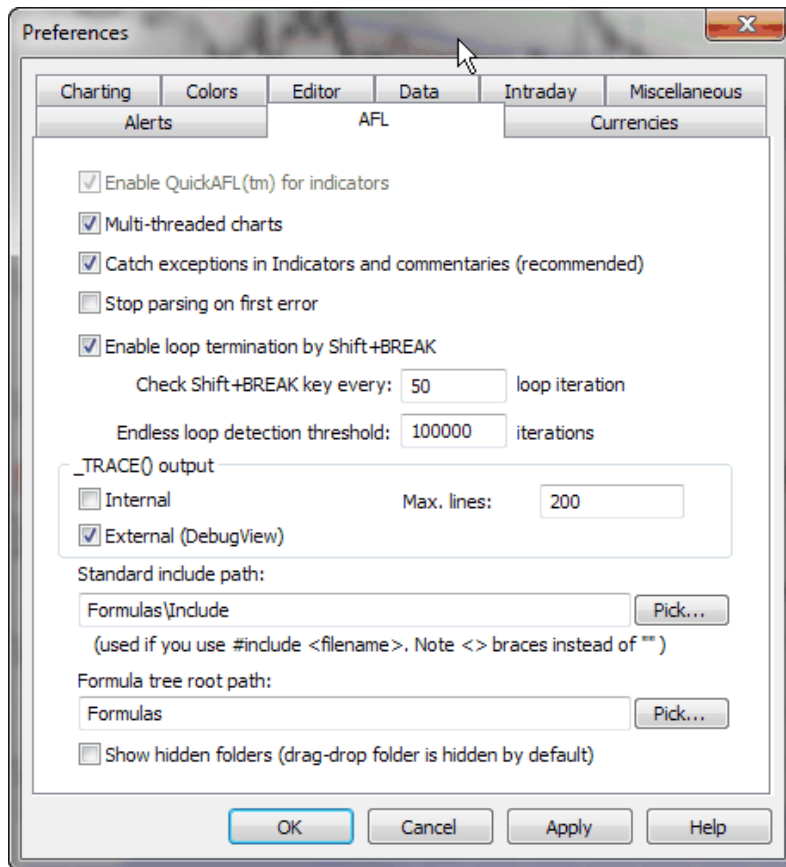 Preferences
Charting Colors Editor Data Intraday Miscellaneous
Alerts AFL Currencies
Enable QuickAFL(tm) for indicators
Multi-threaded charts
Catch exceptions in Indicators and commentaries (recommended)
Stop parsing on first error
Enable loop termination by Shift+BREAK
Check Shift+BREAK key every: 50 loop iteration
Endless loop detection threshold: 100000 iterations
_TRACE() output
Internal Max. lines: 200
External (DebugView)
Standard include path:
Formulas\Include Pick...
(used if you use #include <filename>. Note <> braces instead of "" )
Formula tree root path:
Formulas Pick...
Show hidden folders (drag-drop folder is hidden by default)
OK Cancel Apply Help